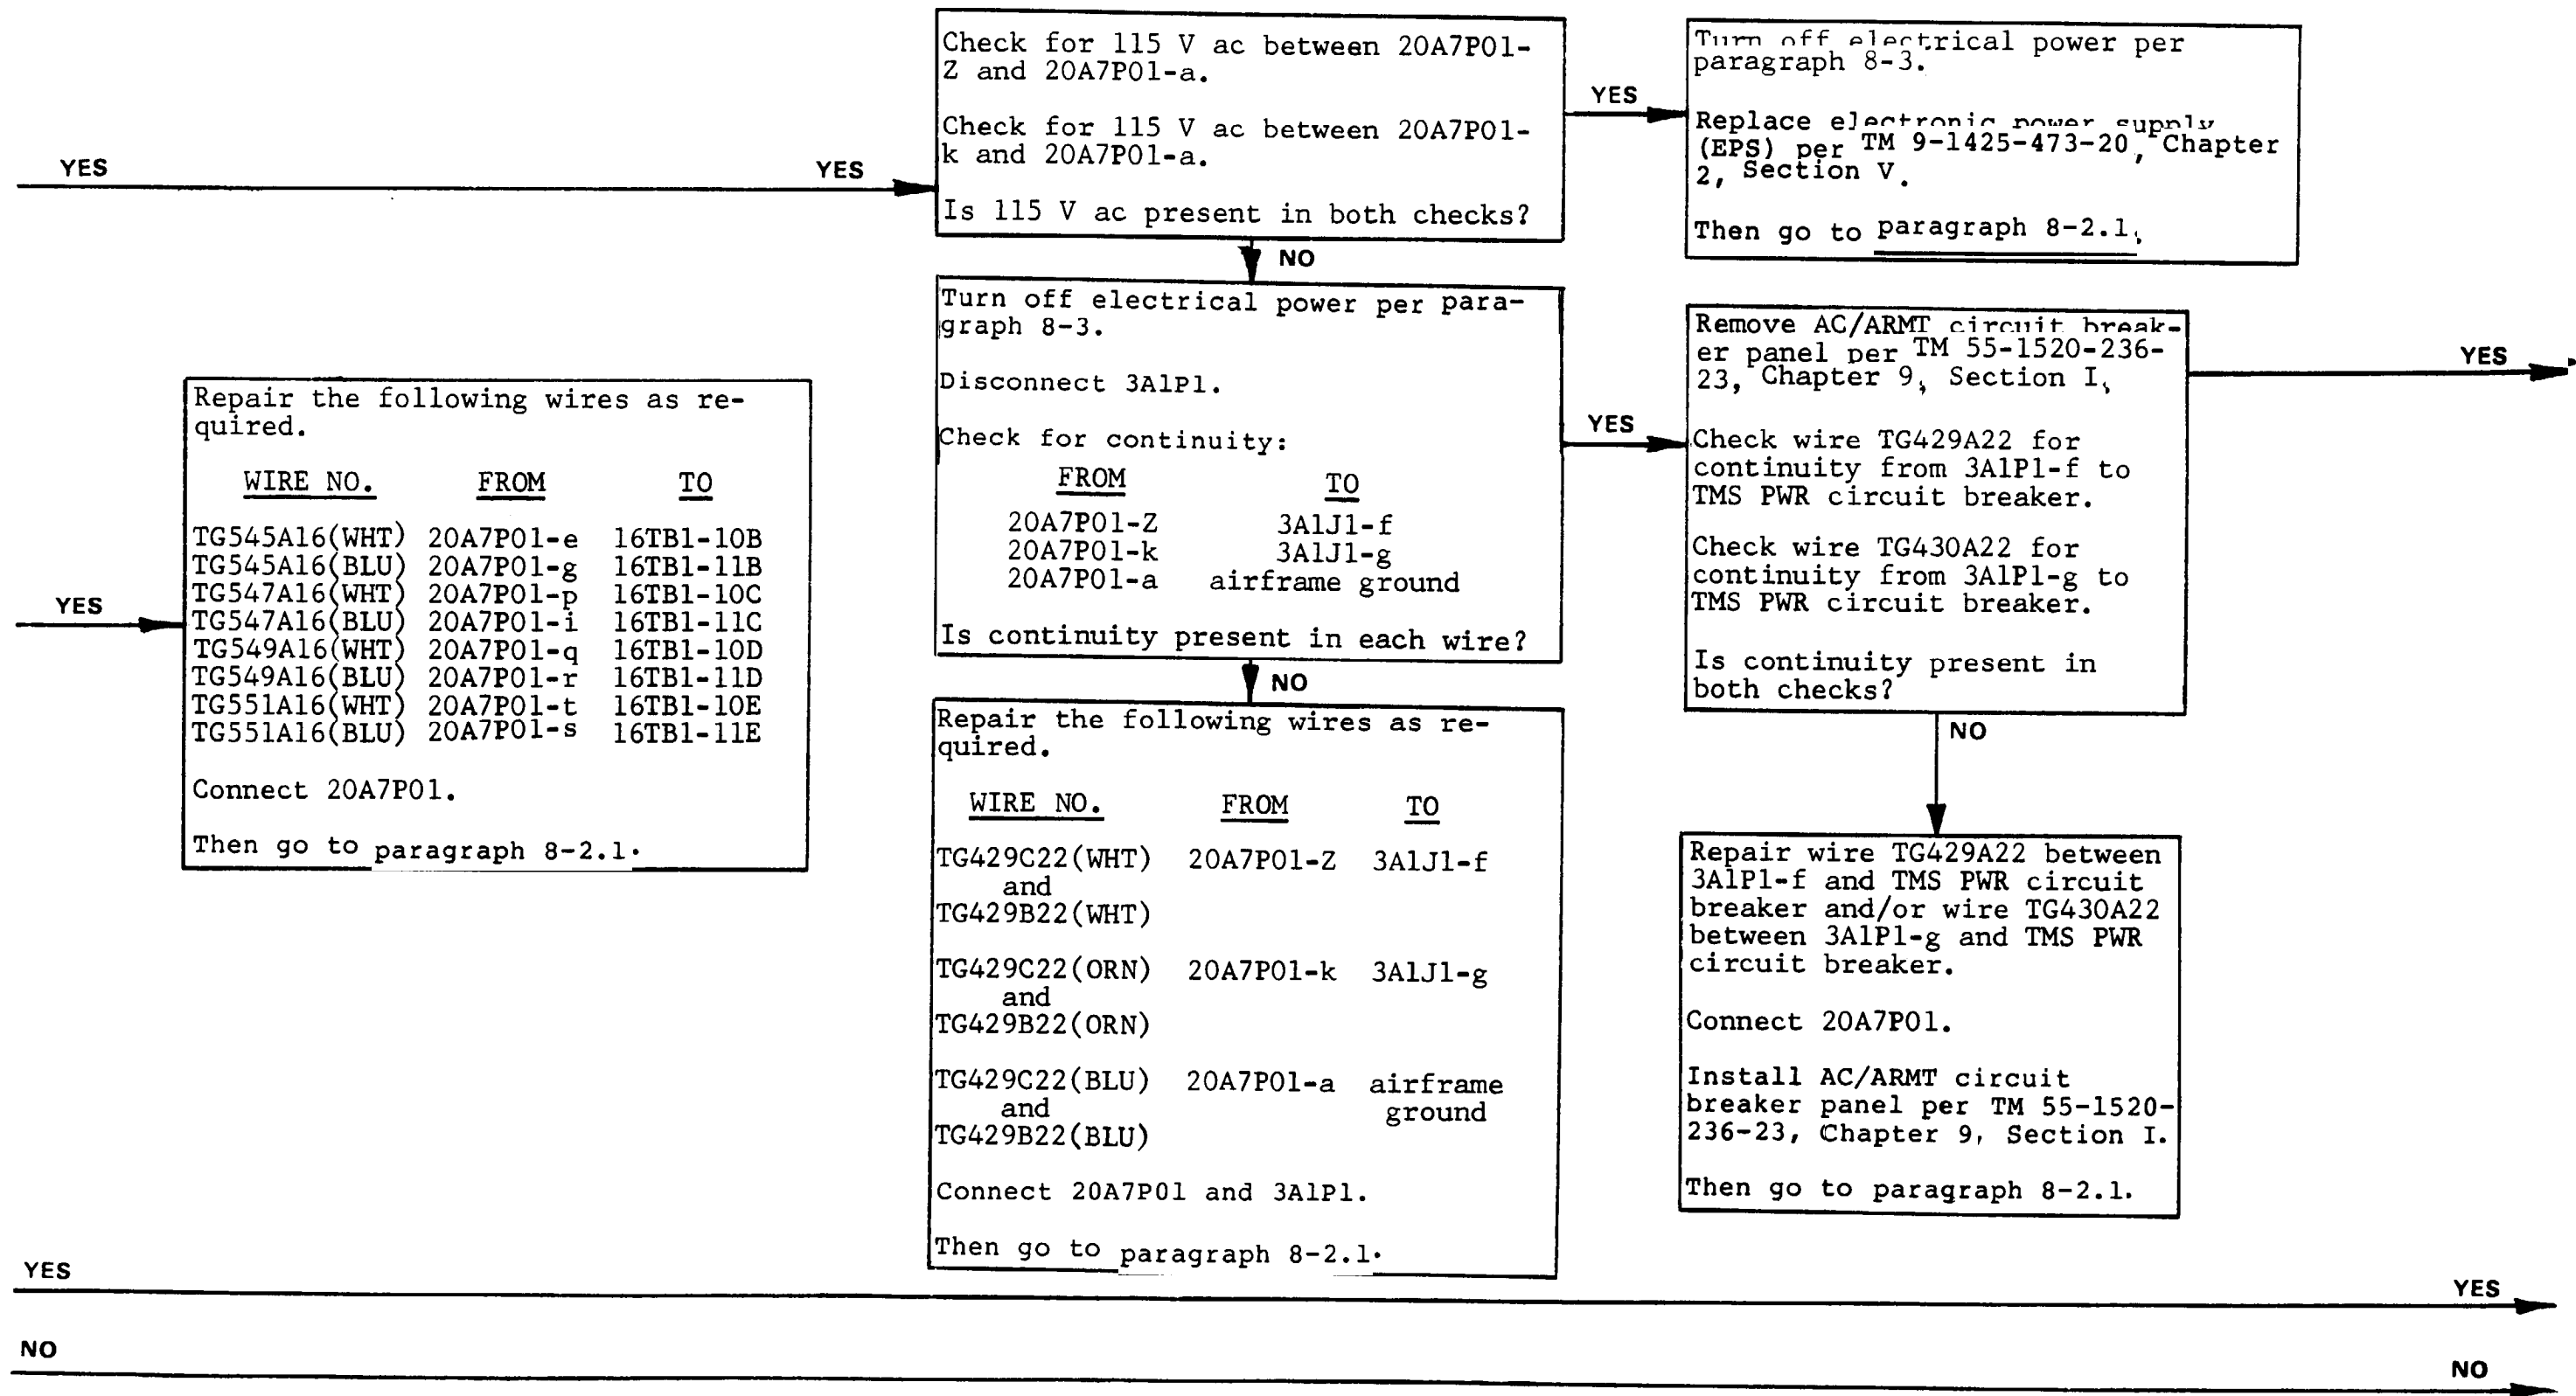 YES
YES
Check for 115 V ac between 20A7P01-
Z and 20A7P01-a.
Check for 115 V ac between 20A7P01-
k and 20A7P01-a.
Is 115 V ac present in both checks?
YES
Turn off electrical power per
paragraph 8-3.
Replace electronic power supply
(EPS) per TM 9-1425-473-20, Chapter
2, Section V.
Then go to paragraph 8-2.1.
NO
Turn off electrical power per para-
graph 8-3.
Disconnect 3A1P1.
Check for continuity:
FROM TO
20A7P01-Z 3A1J1-f
20A7P01-k 3A1J1-g
20A7P01-a airframe ground
Is continuity present in each wire?
YES
Remove AC/ARMT circuit break-
er panel per TM 55-1520-236-
23, Chapter 9, Section I,
Check wire TG429A22 for
continuity from 3A1P1-f to
TMS PWR circuit breaker.
Check wire TG430A22 for
continuity from 3A1P1-g to
TMS PWR circuit breaker.
Is continuity present in
both checks?
YES
YES
Repair the following wires as re-
quired.
WIRE NO. FROM TO
TG545A16(WHT) 20A7P01-e 16TB1-10B
TG545A16(BLU) 20A7P01-g 16TB1-11B
TG547A16(WHT) 20A7P01-p 16TB1-10C
TG547A16(BLU) 20A7P01-i 16TB1-11C
TG549A16(WHT) 20A7P01-q 16TB1-10D
TG549A16(BLU) 20A7P01-r 16TB1-11D
TG551A16(WHT) 20A7P01-t 16TB1-10E
TG551A16(BLU) 20A7P01-s 16TB1-11E
Connect 20A7P01.
Then go to paragraph 8-2.1.
NO
Repair the following wires as re-
quired.
WIRE NO. FROM TO
TG429C22(WHT) 20A7P01-Z 3A1J1-f
and
TG429B22(WHT)
TG429C22(ORN) 20A7P01-k 3A1J1-g
and
TG429B22(ORN)
TG429C22(BLU) 20A7P01-a airframe
and ground
TG429B22(BLU)
Connect 20A7P01 and 3A1P1.
Then go to paragraph 8-2.1.
NO
Repair wire TG429A22 between
3A1P1-f and TMS PWR circuit
breaker and/or wire TG430A22
between 3A1P1-g and TMS PWR
circuit breaker.
Connect 20A7P01.
Install AC/ARMT circuit
breaker panel per TM 55-1520-
236-23, Chapter 9, Section I.
Then go to paragraph 8-2.1.
YES
YES
NO
NO